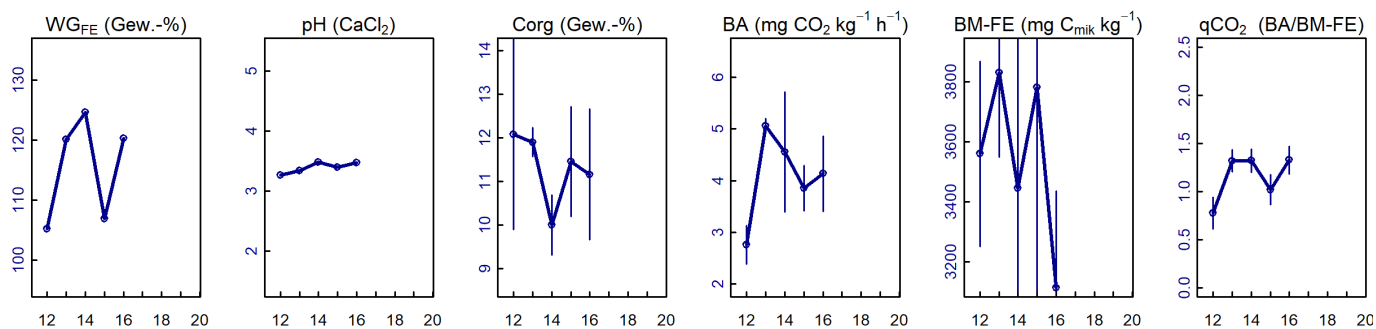 WG_FE (Gew.-%)
130
120
110
100
12 14 16 18 20
pH (CaCl₂)
5
4
3
2
12 14 16 18 20
Corg (Gew.-%)
14
13
12
11
10
9
12 14 16 18 20
BA (mg CO₂ kg⁻¹ h⁻¹)
6
5
4
3
2
12 14 16 18 20
BM-FE (mg C_mik kg⁻¹)
3800
3600
3400
3200
12 14 16 18 20
qCO₂ (BA/BM-FE)
2.5
2.0
1.5
1.0
0.5
0.0
12 14 16 18 20